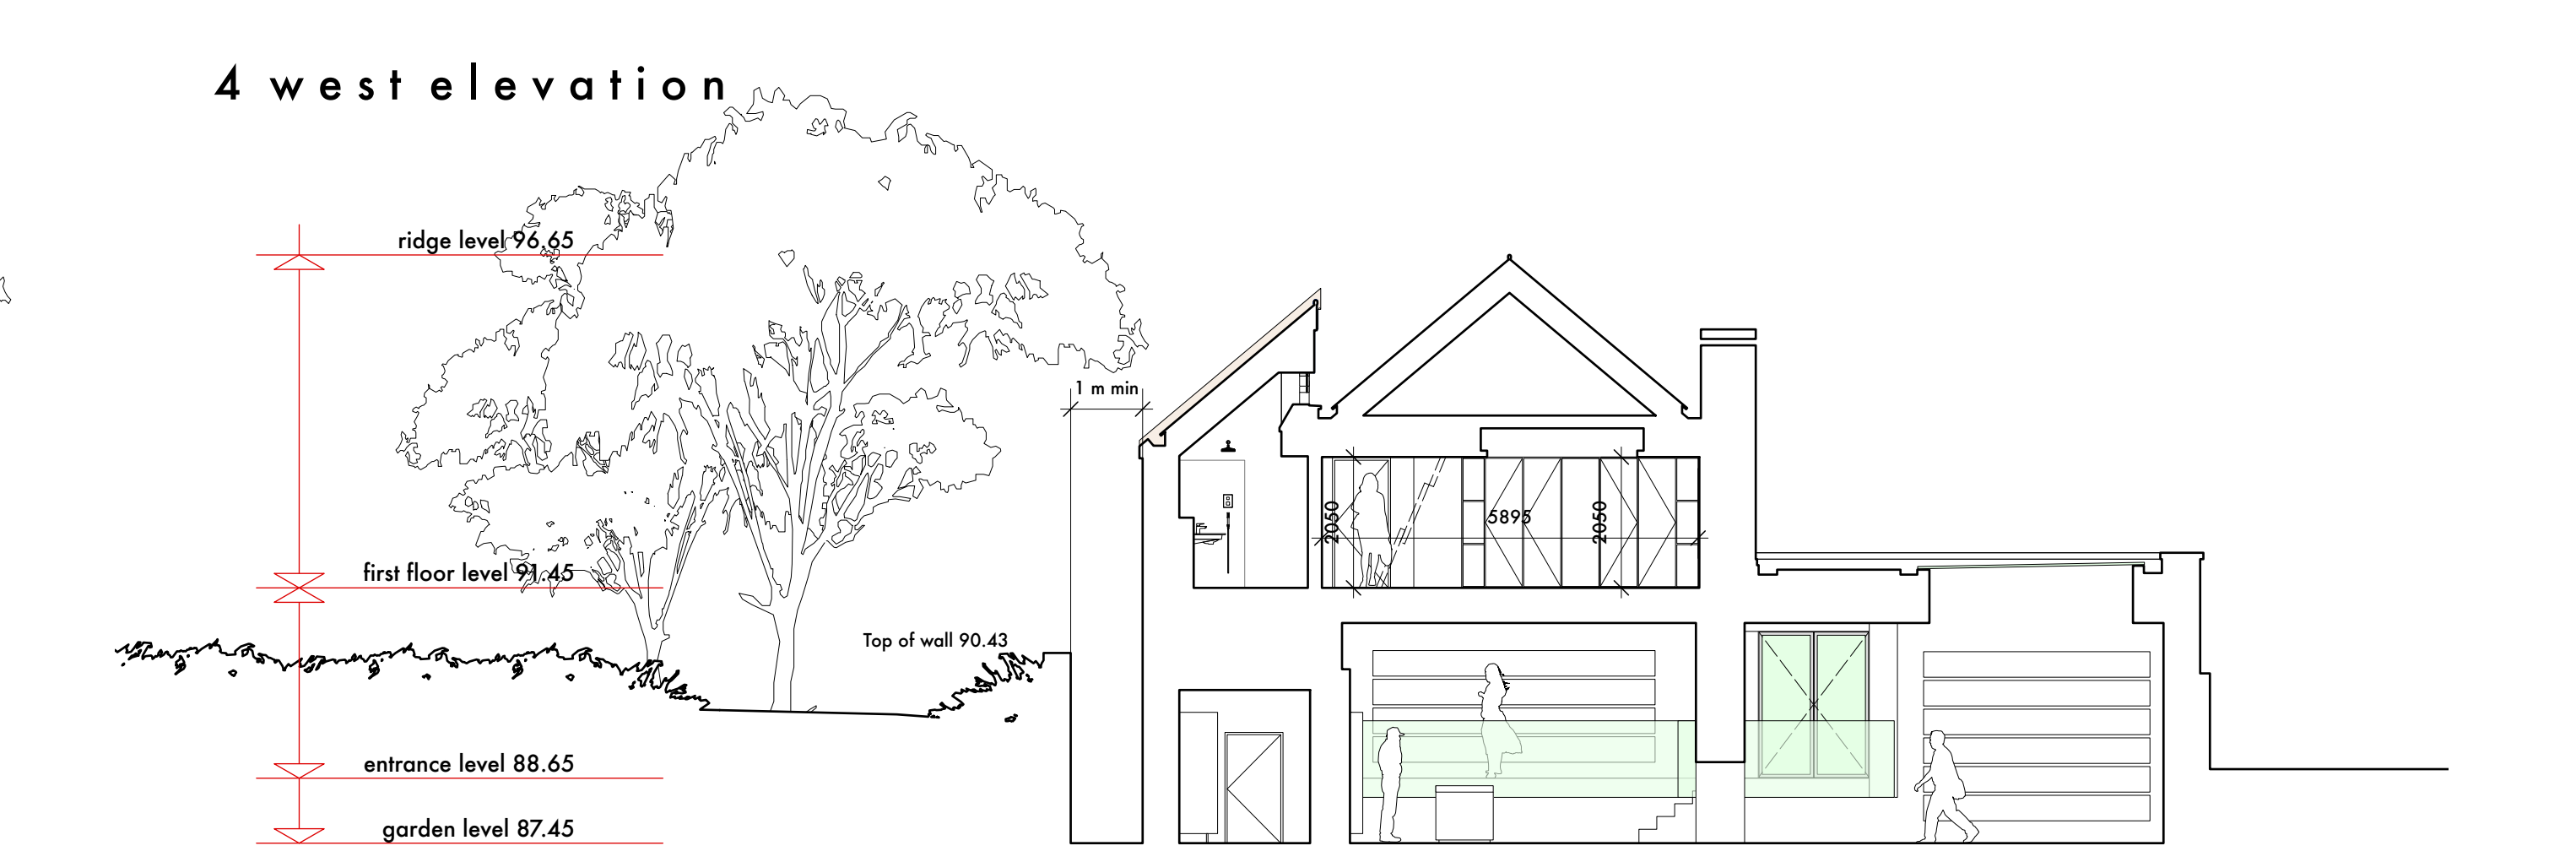 4 west elevation
ridge level 96.65
1 m min
2050
5895
2050
first floor level 91.45
Top of wall 90.43
entrance level 88.65
garden level 87.45